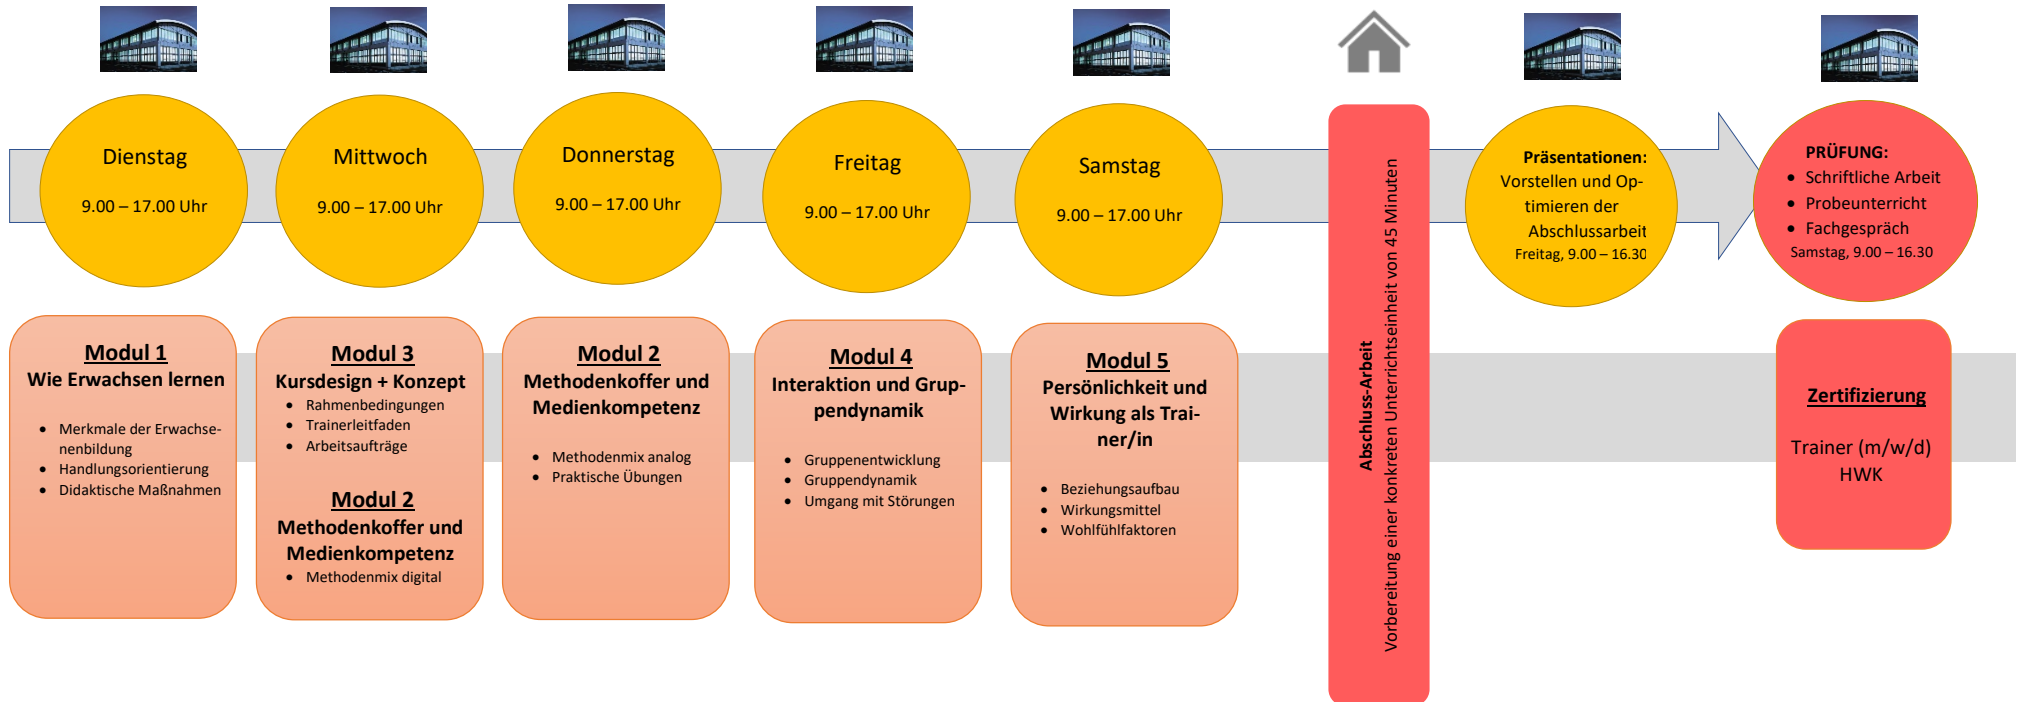 Dienstag
9.00 – 17.00 Uhr
Mittwoch
9.00 – 17.00 Uhr
Donnerstag
9.00 – 17.00 Uhr
Freitag
9.00 – 17.00 Uhr
Samstag
9.00 – 17.00 Uhr
Abschluss-Arbeit
Vorbereitung einer konkreten Unterrichtseinheit von 45 Minuten
Präsentationen:
Vorstellen und Op-
timieren der
Abschlussarbeit
Freitag, 9.00 – 16.30
PRÜFUNG:
• Schriftliche Arbeit
• Probeunterricht
• Fachgespräch
Samstag, 9.00 – 16.30
Modul 1
Wie Erwachsen lernen
• Merkmale der Erwachse-
nenbildung
• Handlungsorientierung
• Didaktische Maßnahmen
Modul 3
Kursdesign + Konzept
• Rahmenbedingungen
• Trainerleitfaden
• Arbeitsaufträge
Modul 2
Methodenkoffer und
Medienkompetenz
• Methodenmix digital
Modul 2
Methodenkoffer und
Medienkompetenz
• Methodenmix analog
• Praktische Übungen
Modul 4
Interaktion und Grup-
pendynamik
• Gruppenentwicklung
• Gruppendynamik
• Umgang mit Störungen
Modul 5
Persönlichkeit und
Wirkung als Trai-
ner/in
• Beziehungsaufbau
• Wirkungsmittel
• Wohlfühlfaktoren
Zertifizierung
Trainer (m/w/d)
HWK